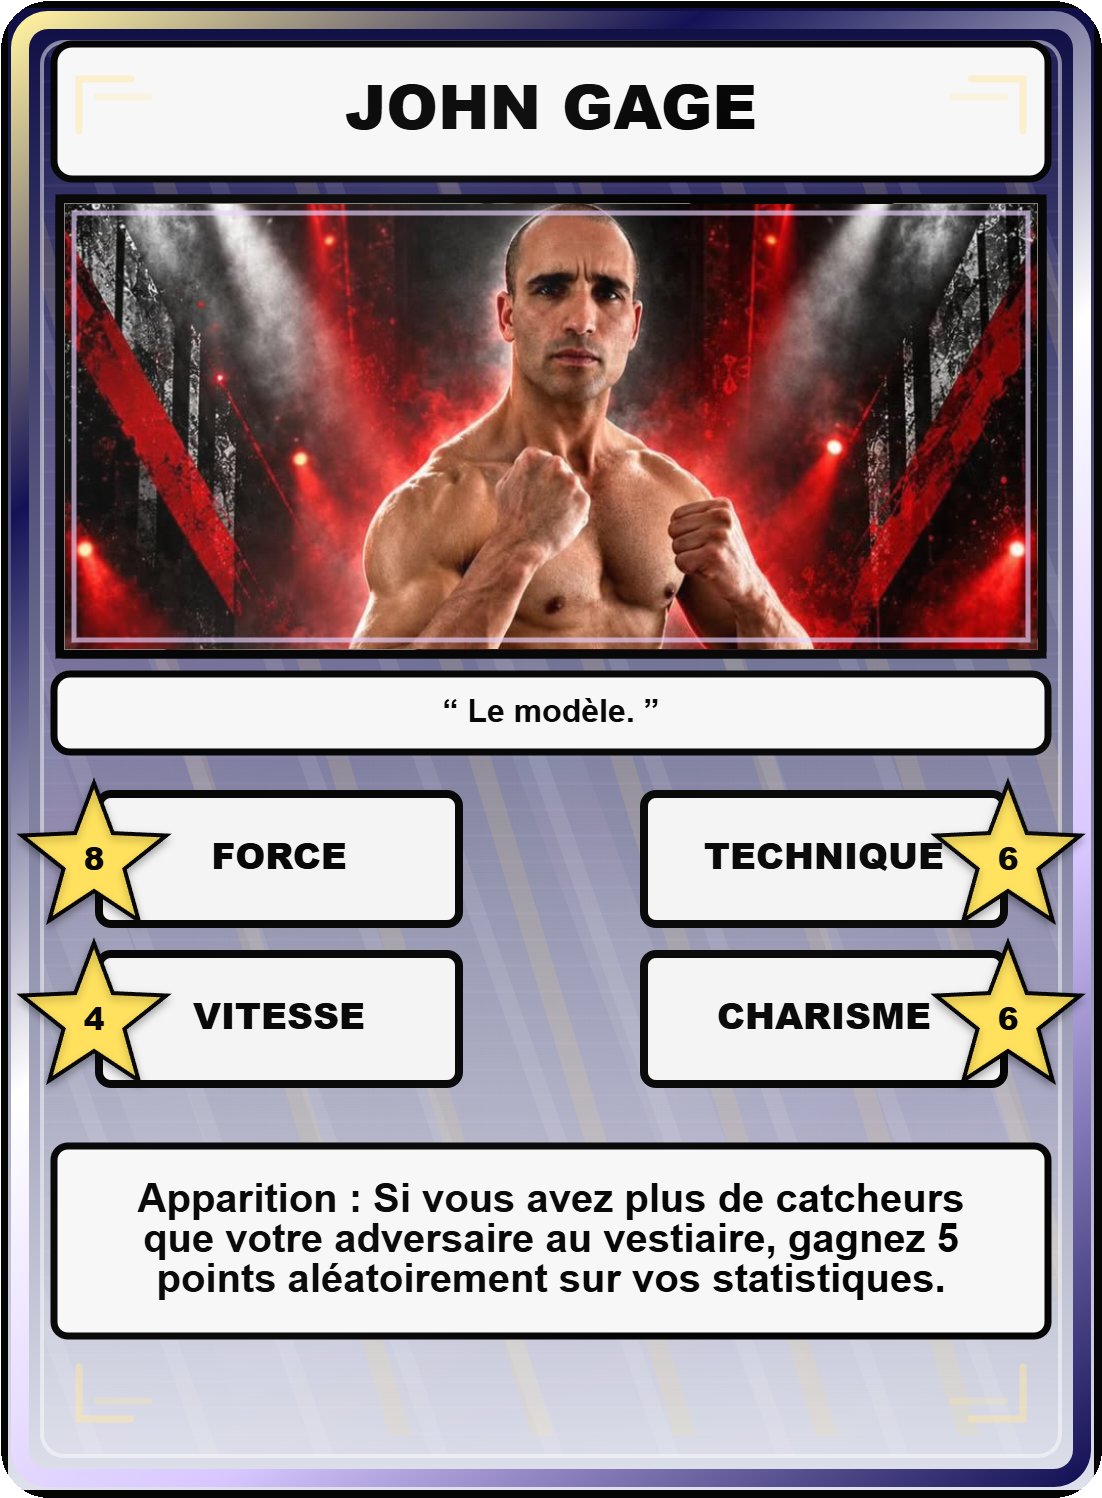 JOHN GAGE
“ Le modèle. ”
8 FORCE
TECHNIQUE 6
4 VITESSE
CHARISME 6
Apparition : Si vous avez plus de catcheurs
que votre adversaire au vestiaire, gagnez 5
points aléatoirement sur vos statistiques.